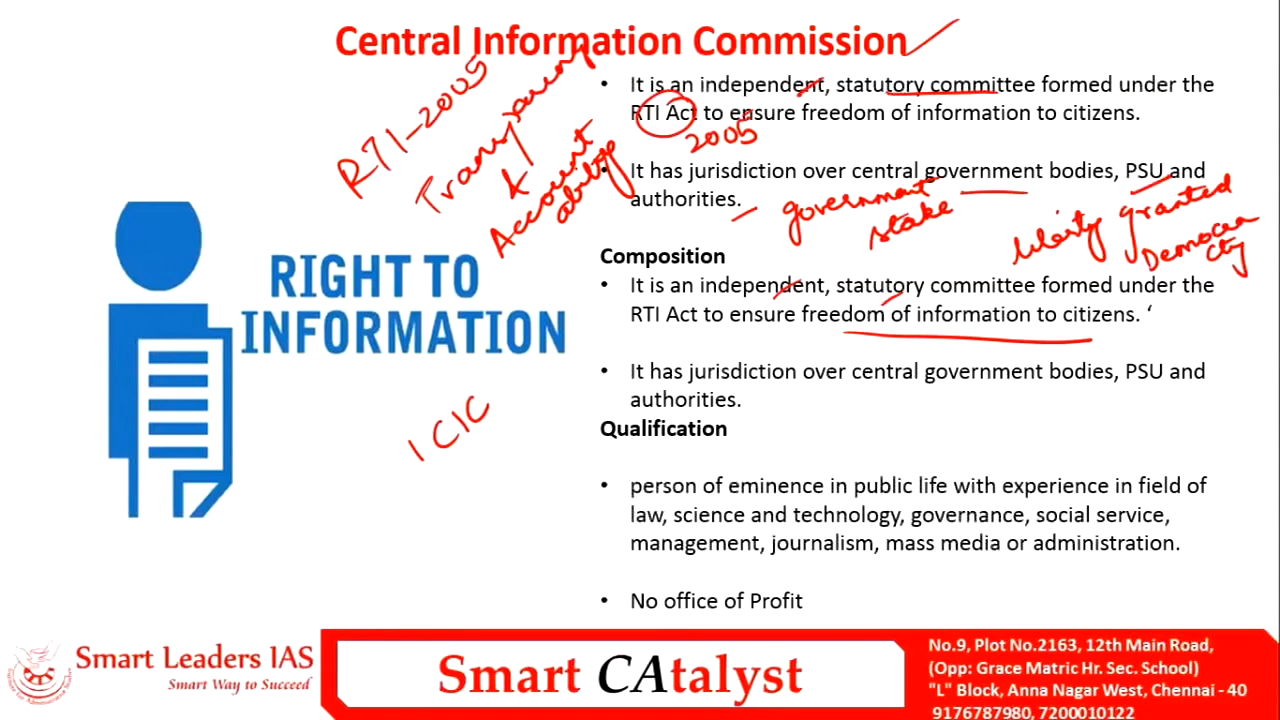 Central Information Commission
• It is an independent, statutory committee formed under the
RTI Act to ensure freedom of information to citizens.
2005
RTI-2005
Transparency
&
Account
ability
• It has jurisdiction over central government bodies, PSU and
authorities.
government
stake
granted
Democra
cty
Composition
• It is an independent, statutory committee formed under the
RTI Act to ensure freedom of information to citizens. ‘
• It has jurisdiction over central government bodies, PSU and
authorities.
RIGHT TO
INFORMATION
1 CIC
Qualification
• person of eminence in public life with experience in field of
law, science and technology, governance, social service,
management, journalism, mass media or administration.
• No office of Profit
Smart Leaders IAS
Smart Way to Succeed
Smart CAtalyst
No.9, Plot No.2163, 12th Main Road,
(Opp: Grace Matric Hr. Sec. School)
"L" Block, Anna Nagar West, Chennai - 40
9176787980, 7200010122